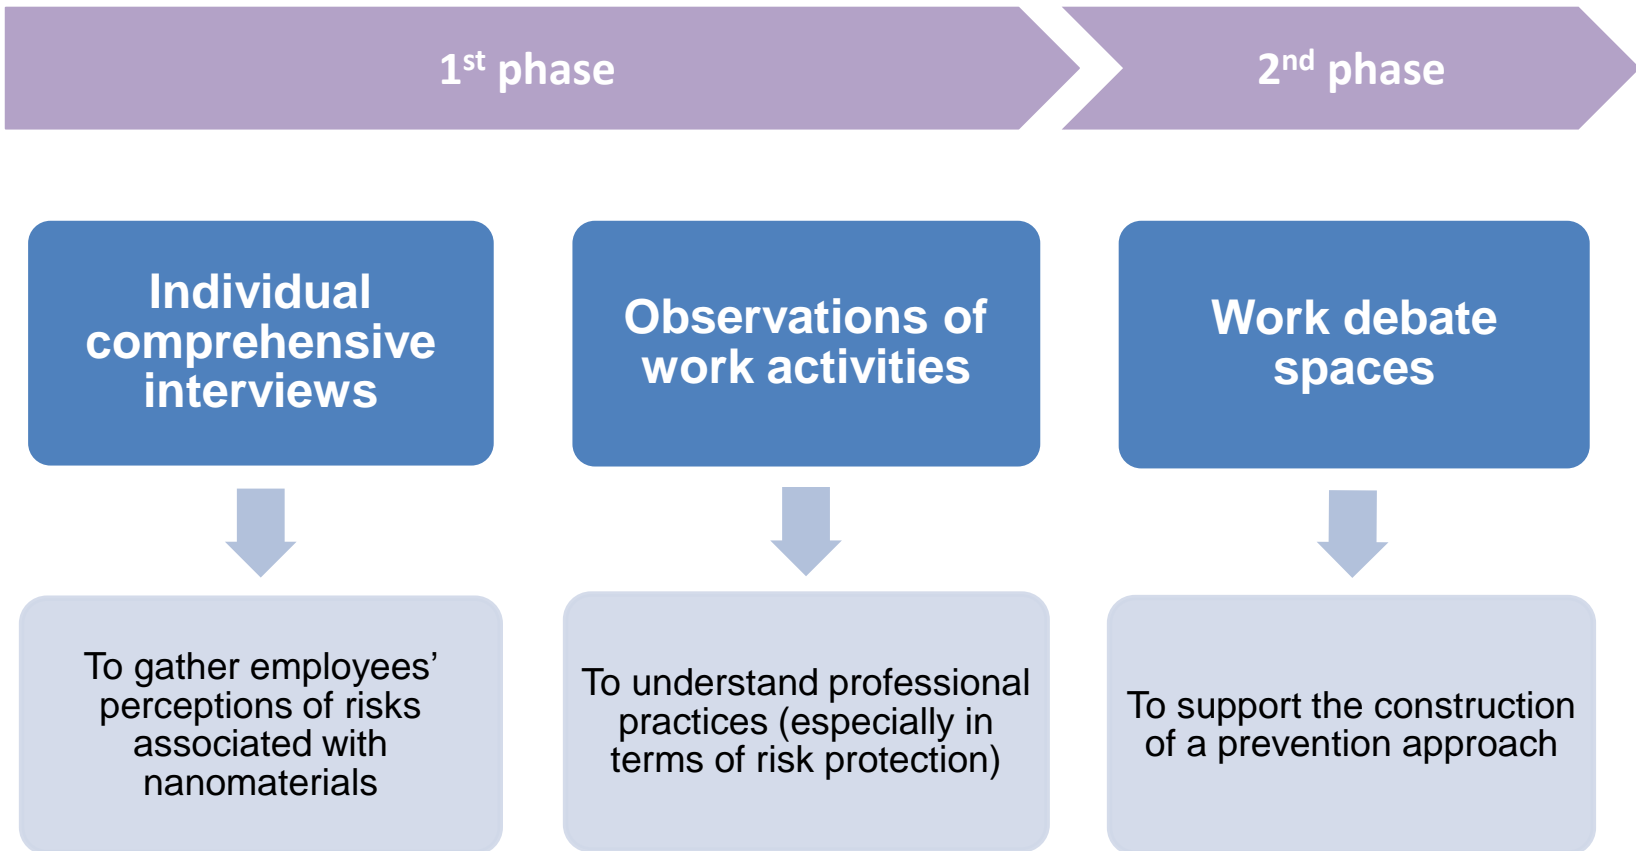 1st phase
2nd phase
Individual
comprehensive
interviews
Observations of
work activities
Work debate
spaces
To gather employees’
perceptions of risks
associated with
nanomaterials
To understand professional
practices (especially in
terms of risk protection)
To support the construction
of a prevention approach